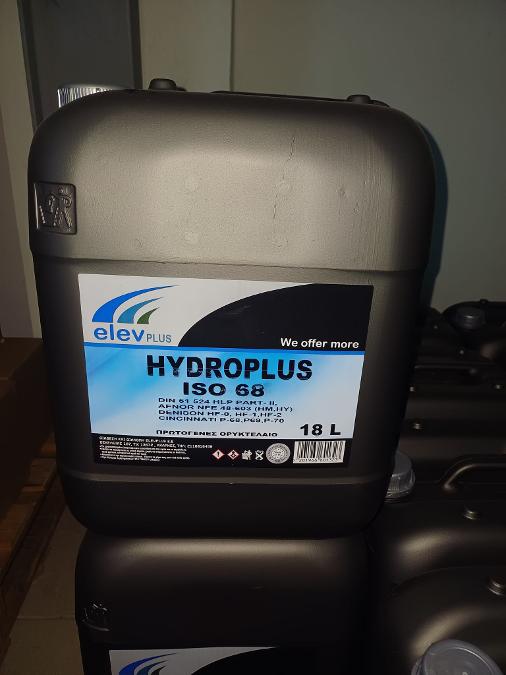 elev PLUS
We offer more
HYDROPLUS
ISO 68
DIN 51 524 HLP PART- II,
AFNOR NFE 48-603 (HM,HV)
DENISON HF-0, HF-1,HF-2
CINCINNATI P-68,P69,P-70
18 L
ΠΡΩΤΟΓΕΝΕΣ ΟΡΥΚΤΕΛΑΙΟ